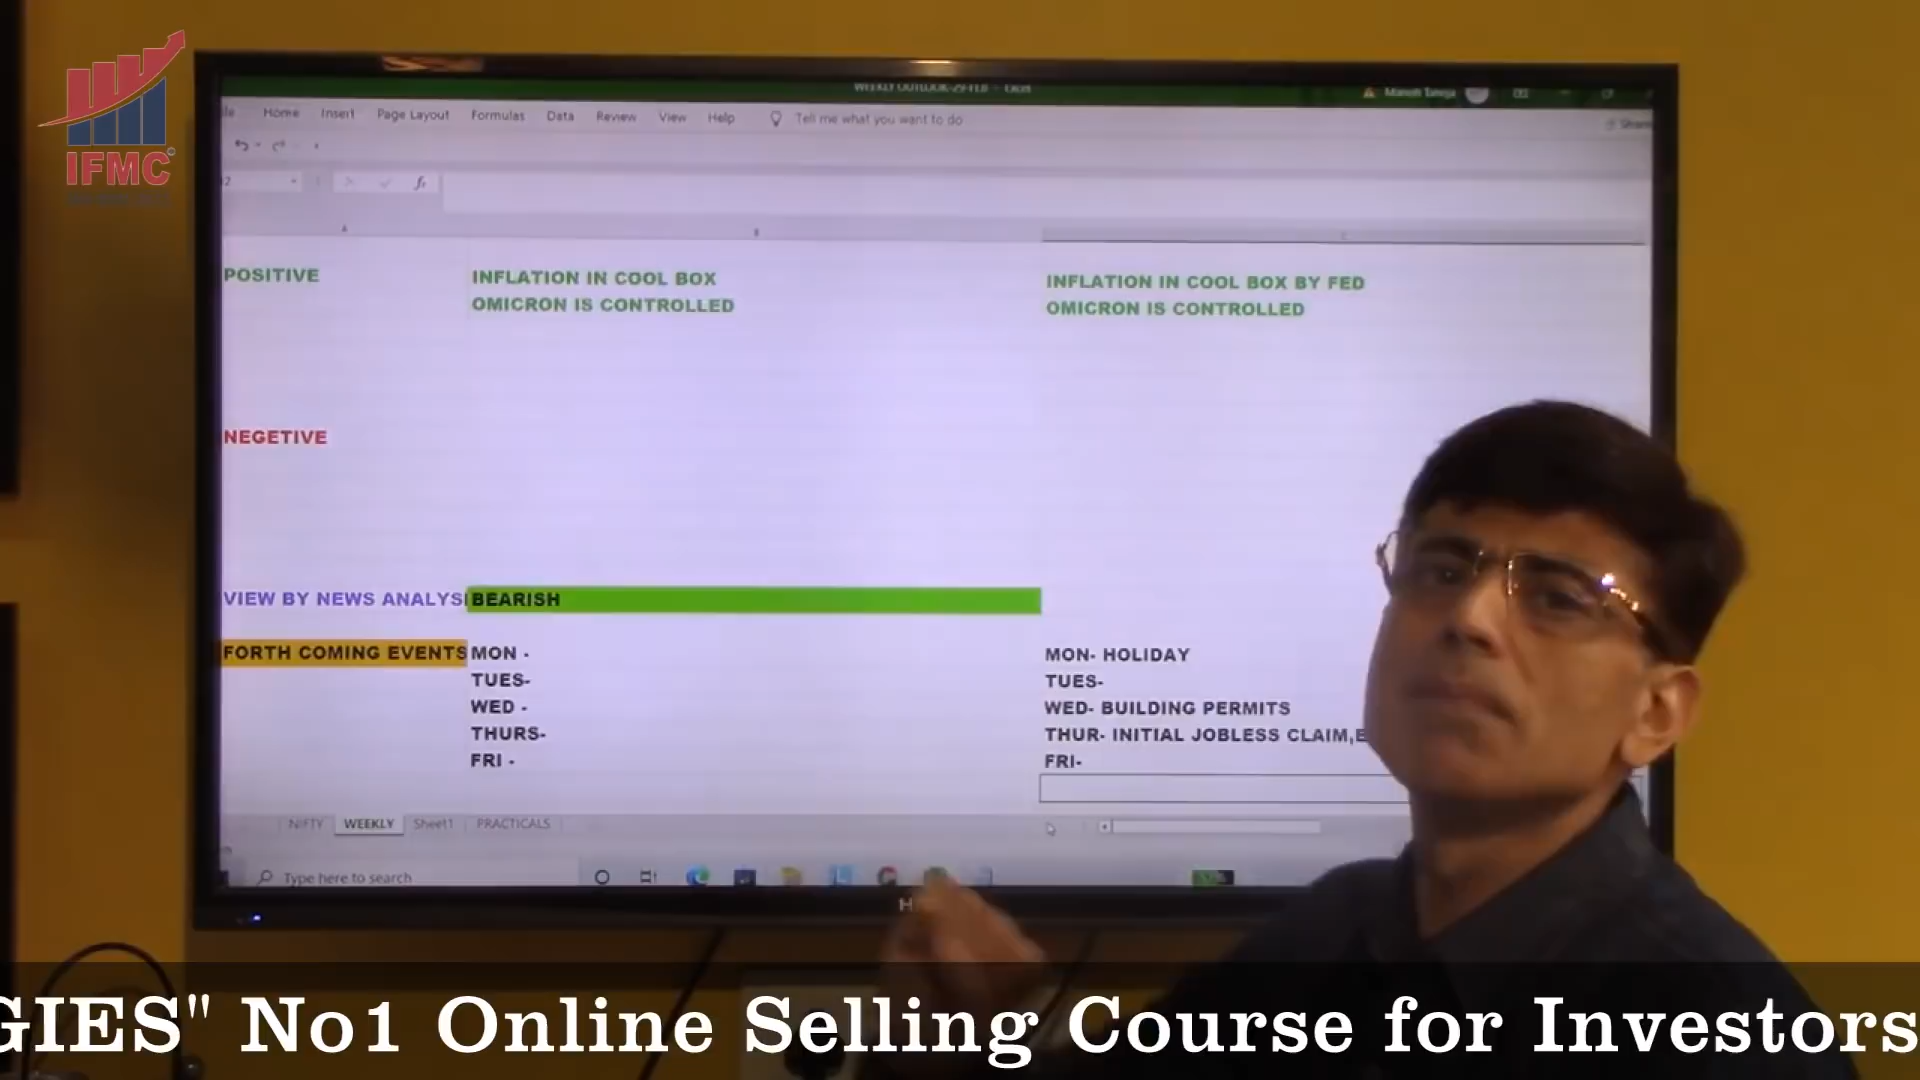 IFMC
Home Insert Page Layout Formulas Data Review View Help Tell me what you want to do
Share
POSITIVE
INFLATION IN COOL BOX
OMICRON IS CONTROLLED
INFLATION IN COOL BOX BY FED
OMICRON IS CONTROLLED
NEGETIVE
VIEW BY NEWS ANALYSI
BEARISH
FORTH COMING EVENTS
MON -
TUES-
WED -
THURS-
FRI -
MON- HOLIDAY
TUES-
WED- BUILDING PERMITS
THUR- INITIAL JOBLESS CLAIM,E
FRI-
NIFTY WEEKLY Sheet1 PRACTICALS
Type here to search
GIES" No1 Online Selling Course for Investors